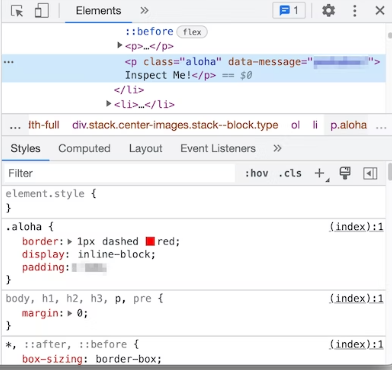 Elements » 1
::before flex
▶<p>…</p>
… <p class="aloha" data-message=" ">
Inspect Me!</p> == $0
</li>
▶<li>…</li>
… lth-full div.stack.center-images.stack--block.type ol li p.aloha
Styles Computed Layout Event Listeners »
Filter :hov .cls +
element.style {
}
.aloha { (index):1
border:▶ 1px dashed red;
display: inline-block;
padding:
}
body, h1, h2, h3, p, pre { (index):1
margin:▶ 0;
}
*, ::after, ::before { (index):1
box-sizing: border-box;